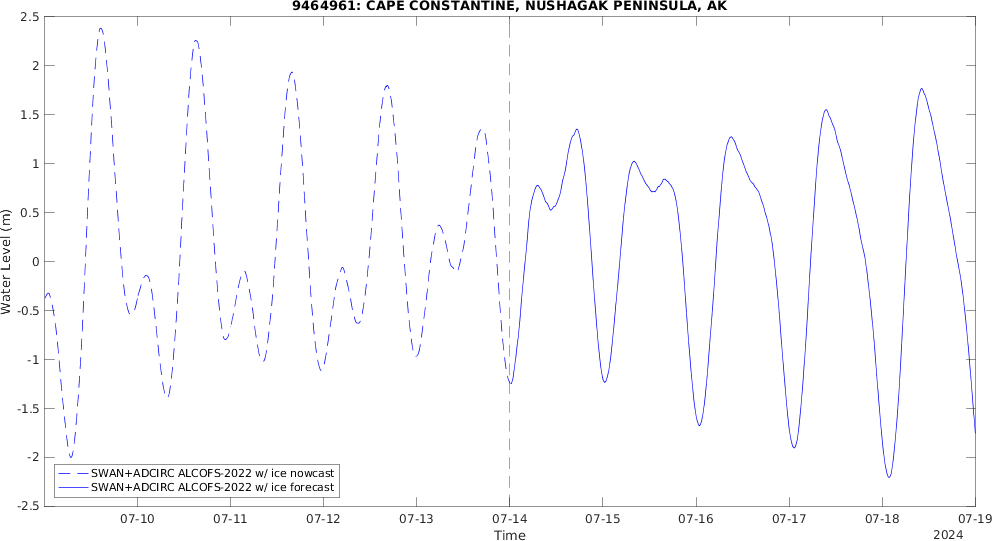 9464961: CAPE CONSTANTINE, NUSHAGAK PENINSULA, AK
2.5
2
1.5
1
0.5
0
-0.5
-1
-1.5
-2
-2.5
Water Level (m)
SWAN+ADCIRC ALCOFS-2022 w/ ice nowcast
SWAN+ADCIRC ALCOFS-2022 w/ ice forecast
07-10 07-11 07-12 07-13 07-14 07-15 07-16 07-17 07-18 07-19
Time
2024